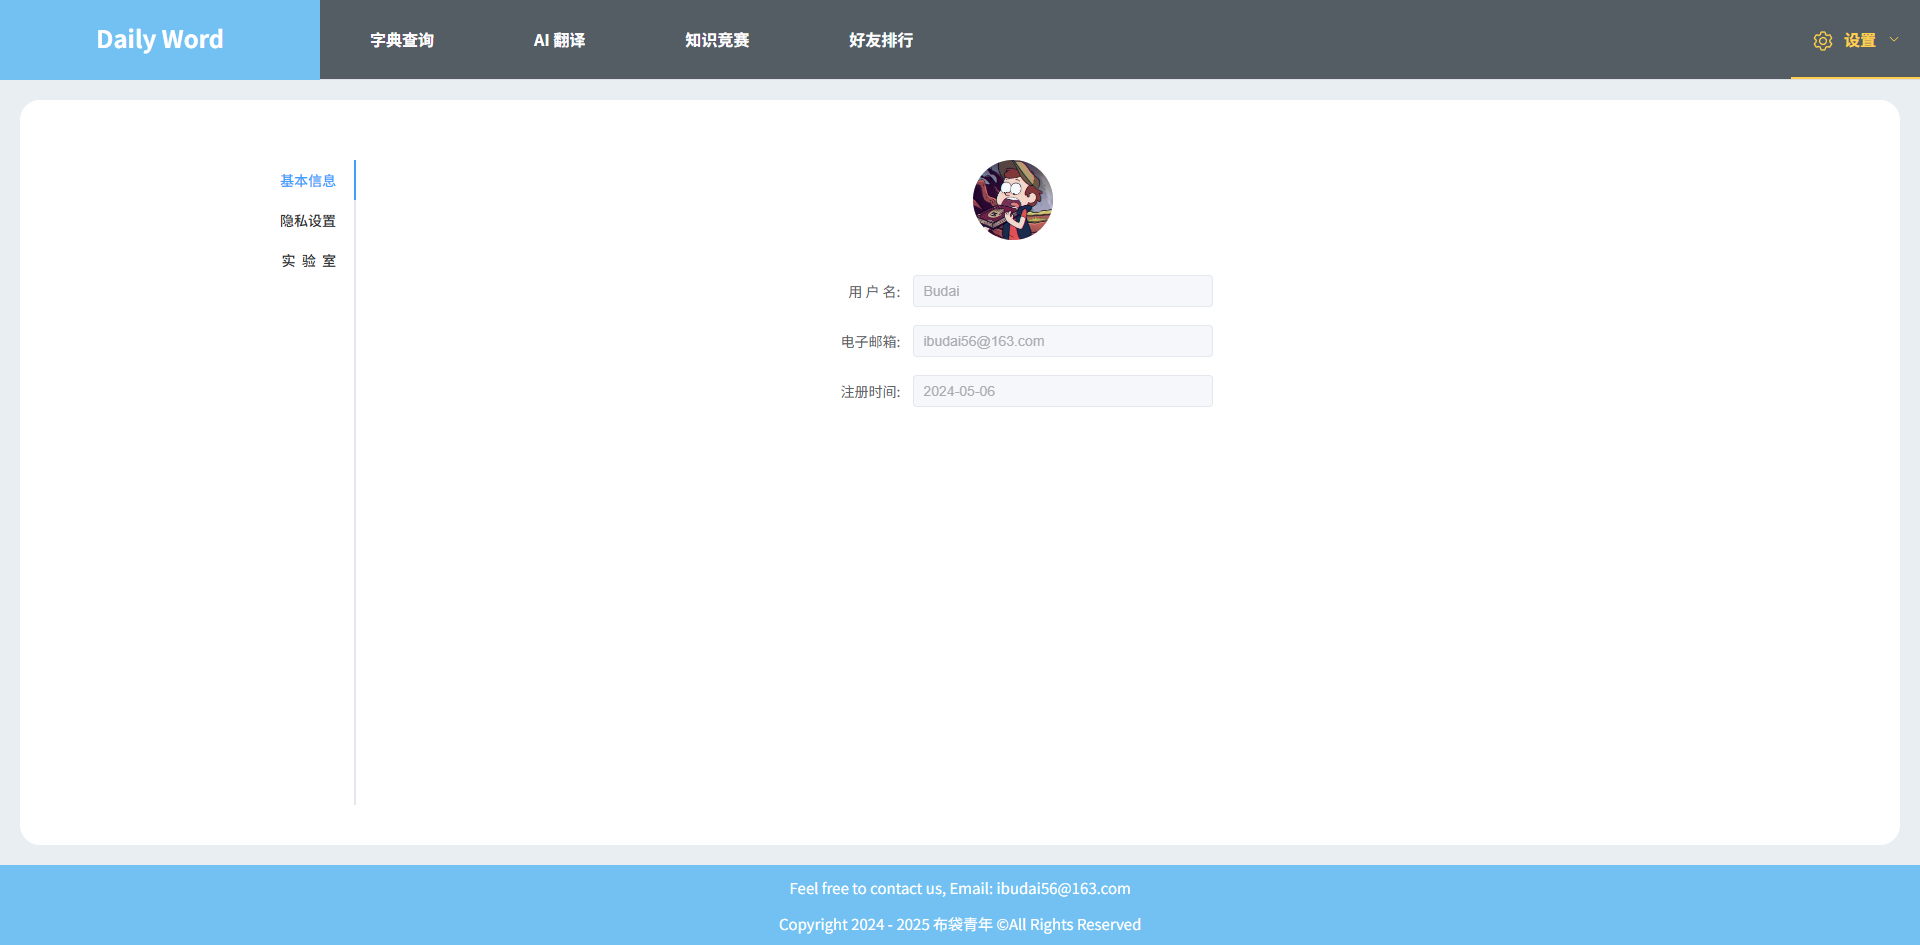 Daily Word
字典查询
AI 翻译
知识竞赛
好友排行
设置
基本信息
隐私设置
实 验 室
用 户 名:
Budai
电子邮箱:
ibudai56@163.com
注册时间:
2024-05-06
Feel free to contact us, Email: ibudai56@163.com
Copyright 2024 - 2025 布袋青年 ©All Rights Reserved